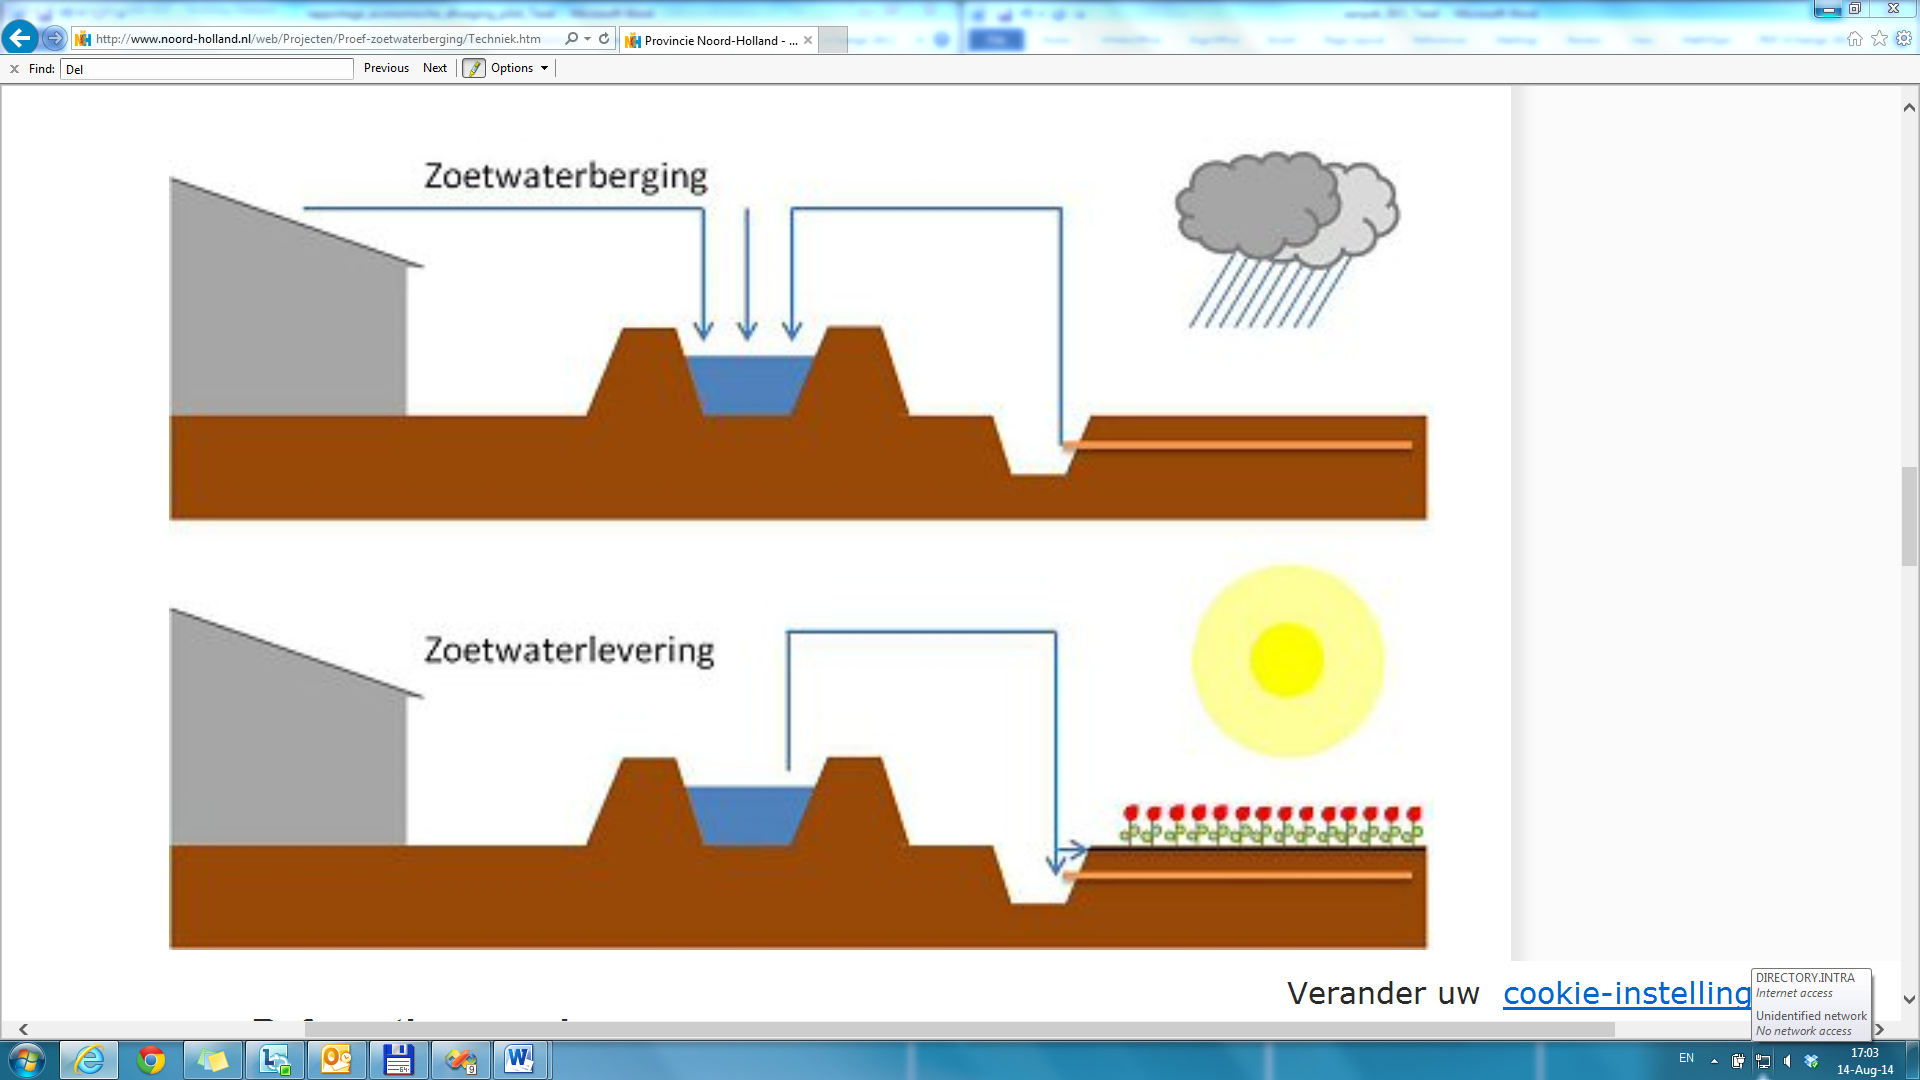 http://www.noord-holland.nl/web/Projecten/Proef-zoetwaterberging/Techniek.htm
Provincie Noord-Holland - ...
Find: Del Previous Next Options
Zoetwaterberging
Zoetwaterlevering
Verander uw cookie-instelling
DIRECTORY.INTRA
Internet access
Unidentified network
No network access
EN
17:03
14-Aug-14